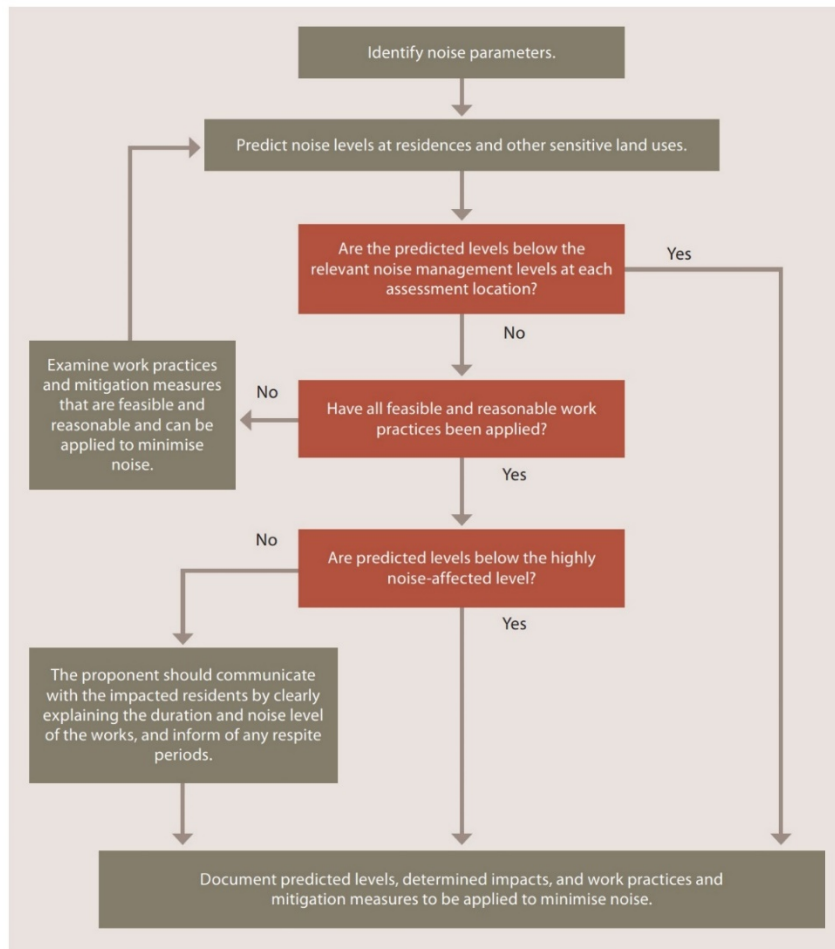 Identify noise parameters.
Predict noise levels at residences and other sensitive land uses.
Are the predicted levels below the
relevant noise management levels at each
assessment location?
Yes
No
Examine work practices
and mitigation measures
that are feasible and
reasonable and can be
applied to minimise
noise.
No
Have all feasible and reasonable work
practices been applied?
Yes
No
Are predicted levels below the highly
noise-affected level?
Yes
The proponent should communicate
with the impacted residents by clearly
explaining the duration and noise level
of the works, and inform of any respite
periods.
Document predicted levels, determined impacts, and work practices and
mitigation measures to be applied to minimise noise.